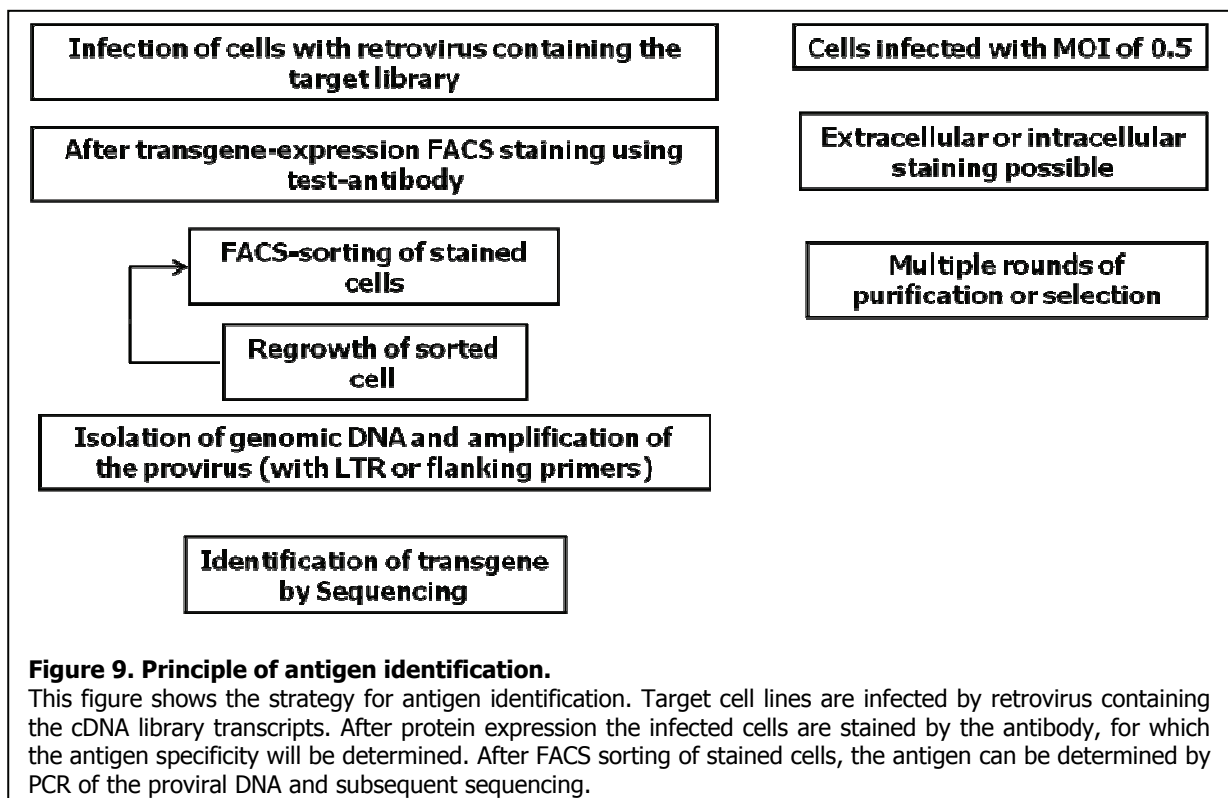 Infection of cells with retrovirus containing the
target library
Cells infected with MOI of 0.5
After transgene-expression FACS staining using
test-antibody
Extracellular or intracellular
staining possible
FACS-sorting of stained
cells
Multiple rounds of
purification or selection
Regrowth of sorted
cell
Isolation of genomic DNA and amplification of
the provirus (with LTR or flanking primers)
Identification of transgene
by Sequencing
Figure 9. Principle of antigen identification.
This figure shows the strategy for antigen identification. Target cell lines are infected by retrovirus containing
the cDNA library transcripts. After protein expression the infected cells are stained by the antibody, for which
the antigen specificity will be determined. After FACS sorting of stained cells, the antigen can be determined by
PCR of the proviral DNA and subsequent sequencing.